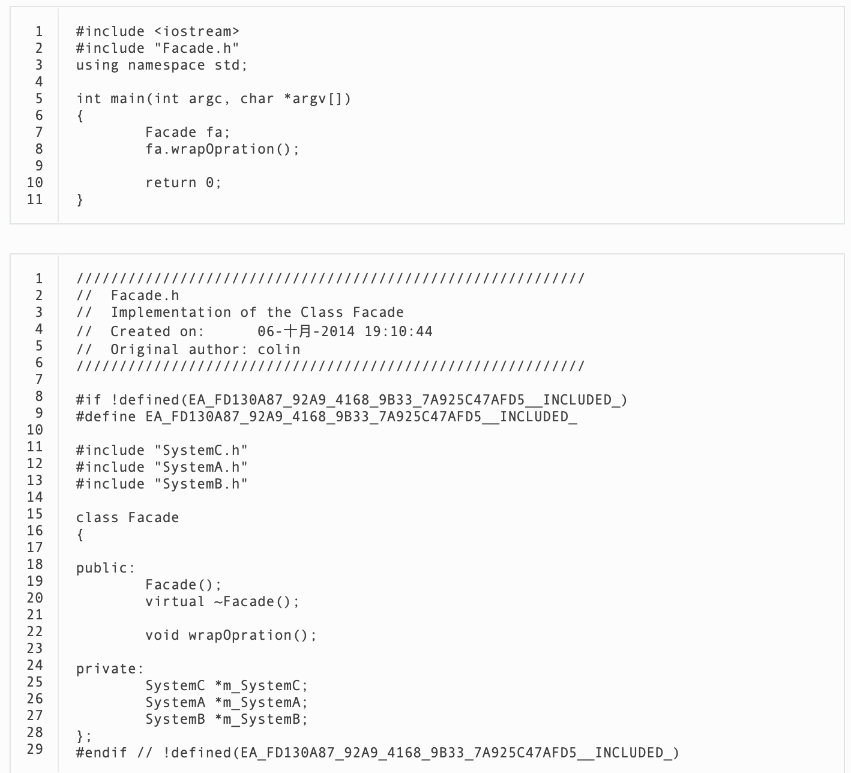 1 #include <iostream>
2 #include "Facade.h"
3 using namespace std;
4
5 int main(int argc, char *argv[])
6 {
7         Facade fa;
8         fa.wrapOpration();
9
10         return 0;
11 }
1 ///////////////////////////////////////////////////////////
2 //  Facade.h
3 //  Implementation of the Class Facade
4 //  Created on:      06-十月-2014 19:10:44
5 //  Original author: colin
6 ///////////////////////////////////////////////////////////
7
8 #if !defined(EA_FD130A87_92A9_4168_9B33_7A925C47AFD5__INCLUDED_)
9 #define EA_FD130A87_92A9_4168_9B33_7A925C47AFD5__INCLUDED_
10
11 #include "SystemC.h"
12 #include "SystemA.h"
13 #include "SystemB.h"
14
15 class Facade
16 {
17
18 public:
19         Facade();
20         virtual ~Facade();
21
22         void wrapOpration();
23
24 private:
25         SystemC *m_SystemC;
26         SystemA *m_SystemA;
27         SystemB *m_SystemB;
28 };
29 #endif // !defined(EA_FD130A87_92A9_4168_9B33_7A925C47AFD5__INCLUDED_)